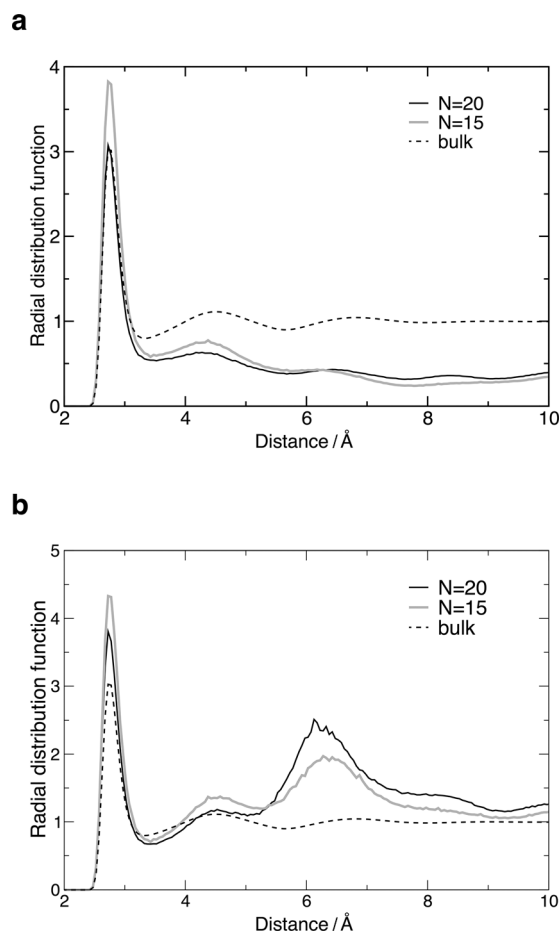 a
4
3
2
1
0
Radial distribution function
N=20
N=15
bulk
2 4 6 8 10
Distance / Å
b
5
4
3
2
1
0
Radial distribution function
N=20
N=15
bulk
2 4 6 8 10
Distance / Å